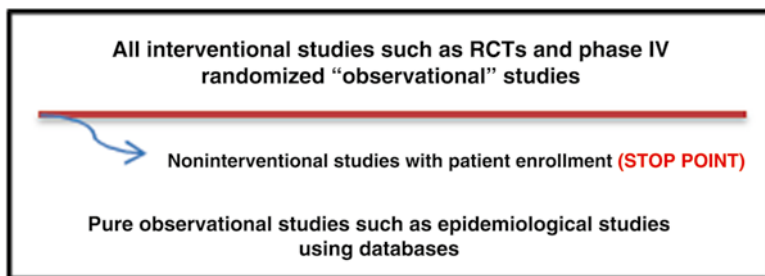 All interventional studies such as RCTs and phase IV
randomized “observational” studies
Noninterventional studies with patient enrollment (STOP POINT)
Pure observational studies such as epidemiological studies
using databases